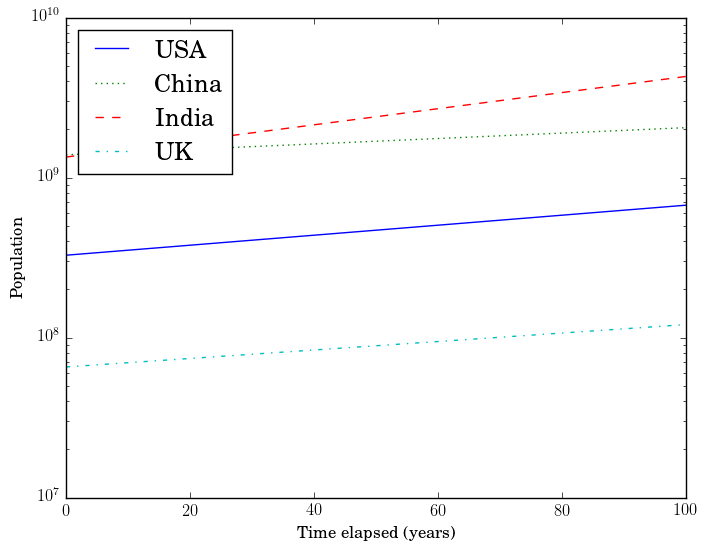 10^10
10^9
10^8
10^7
USA
China
India
UK
Population
0 20 40 60 80 100
Time elapsed (years)